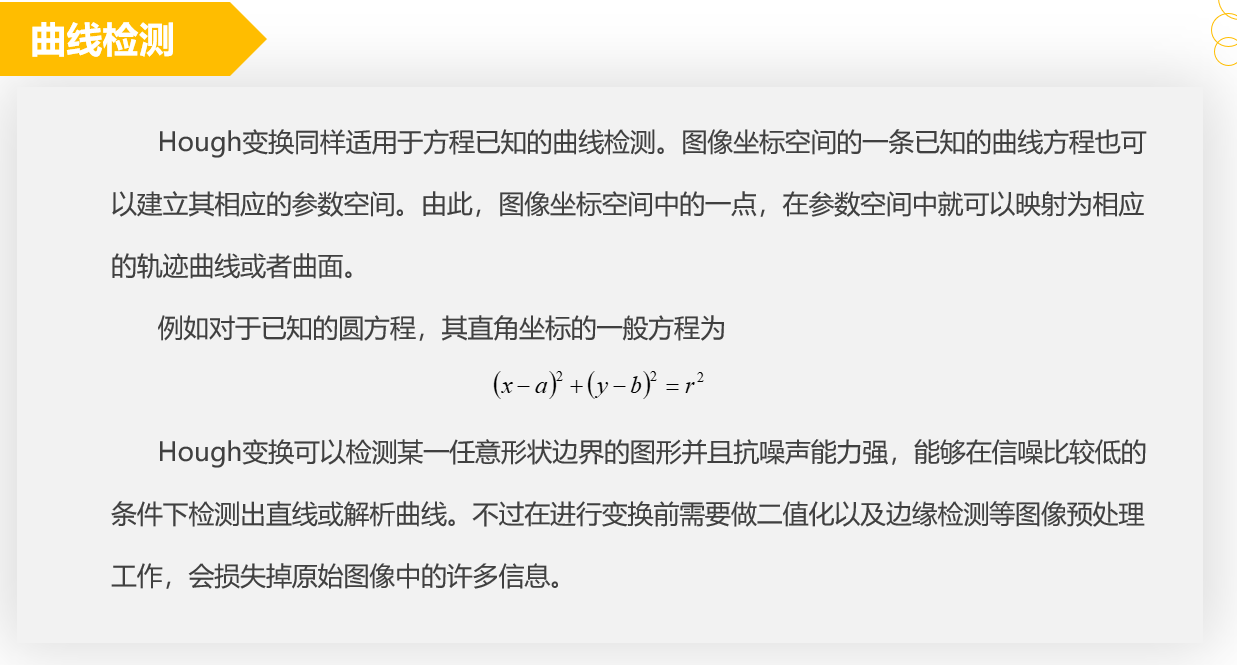 曲线检测
Hough变换同样适用于方程已知的曲线检测。图像坐标空间的一条已知的曲线方程也可
以建立其相应的参数空间。由此，图像坐标空间中的一点，在参数空间中就可以映射为相应
的轨迹曲线或者曲面。
例如对于已知的圆方程，其直角坐标的一般方程为
(x − a)² + (y − b)² = r²
Hough变换可以检测某一任意形状边界的图形并且抗噪声能力强，能够在信噪比较低的
条件下检测出直线或解析曲线。不过在进行变换前需要做二值化以及边缘检测等图像预处理
工作，会损失掉原始图像中的许多信息。